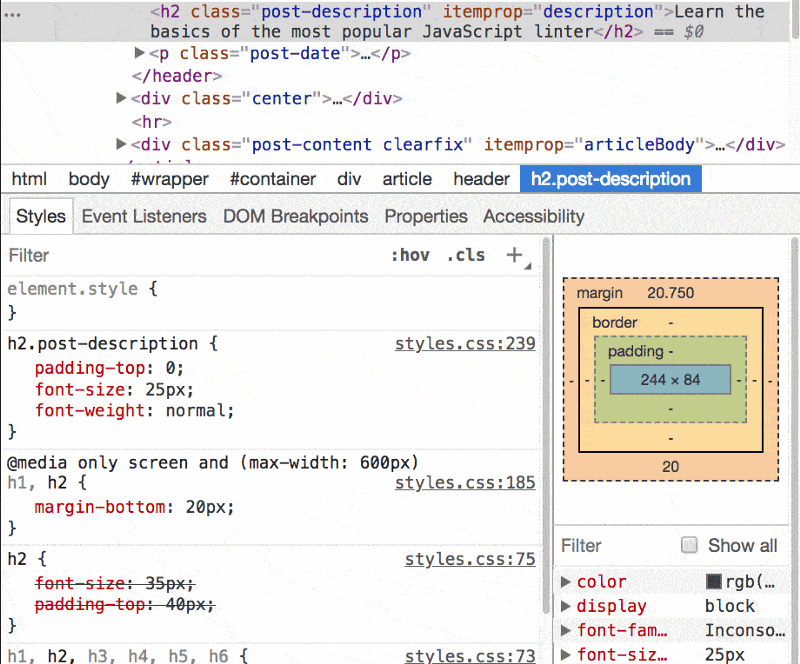 ...
<h2 class="post-description" itemprop="description">Learn the
basics of the most popular JavaScript linter</h2> == $0
▶<p class="post-date">…</p>
</header>
▶<div class="center">…</div>
<hr>
▶<div class="post-content clearfix" itemprop="articleBody">…</div>
html body #wrapper #container div article header h2.post-description
Styles Event Listeners DOM Breakpoints Properties Accessibility
Filter :hov .cls +
element.style {
}
h2.post-description { styles.css:239
padding-top: 0;
font-size: 25px;
font-weight: normal;
}
@media only screen and (max-width: 600px)
h1, h2 { styles.css:185
margin-bottom: 20px;
}
h2 { styles.css:75
font-size: 35px;
padding-top: 40px;
}
h1, h2, h3, h4, h5, h6 { styles.css:73
margin 20.750
border -
padding -
- - - 244 × 84 - - -
-
-
20
Filter Show all
▶ color rgb(…
▶ display block
▶ font-fam… Inconso…
▶ font-siz… 25px